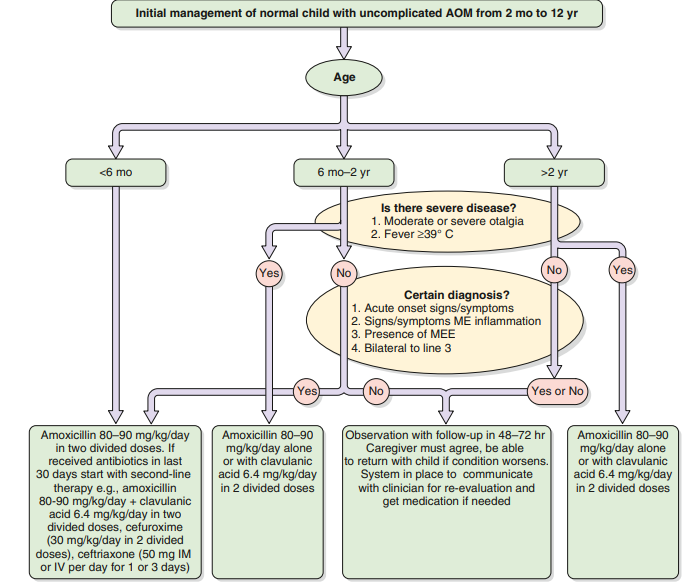 Initial management of normal child with uncomplicated AOM from 2 mo to 12 yr
Age
<6 mo
6 mo–2 yr
>2 yr
Is there severe disease?
1. Moderate or severe otalgia
2. Fever ≥39° C
Yes
No
No
Yes
Certain diagnosis?
1. Acute onset signs/symptoms
2. Signs/symptoms ME inflammation
3. Presence of MEE
4. Bilateral to line 3
Yes
No
Yes or No
Amoxicillin 80–90 mg/kg/day
in two divided doses. If
received antibiotics in last
30 days start with second-line
therapy e.g., amoxicillin
80-90 mg/kg/day + clavulanic
acid 6.4 mg/kg/day in two
divided doses, cefuroxime
(30 mg/kg/day in 2 divided
doses), ceftriaxone (50 mg IM
or IV per day for 1 or 3 days)
Amoxicillin 80–90
mg/kg/day alone
or with clavulanic
acid 6.4 mg/kg/day
in 2 divided doses
Observation with follow-up in 48–72 hr
Caregiver must agree, be able
to return with child if condition worsens.
System in place to communicate
with clinician for re-evaluation and
get medication if needed
Amoxicillin 80–90
mg/kg/day alone
or with clavulanic
acid 6.4 mg/kg/day
in 2 divided doses